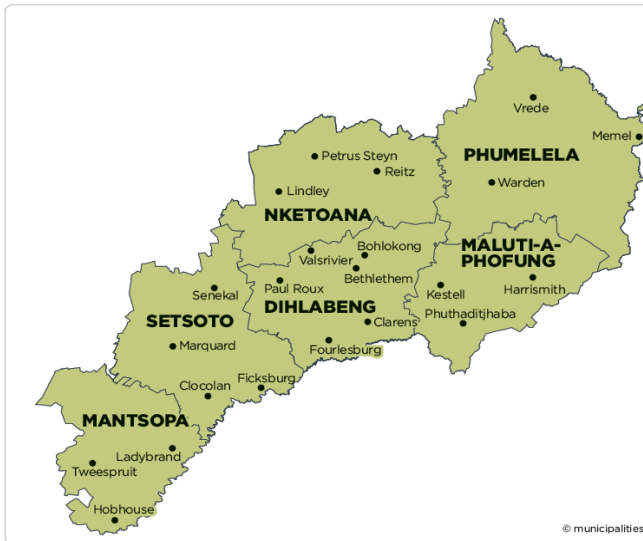 Vrede
Memel
PHUMELELA
Warden
Petrus Steyn
Reitz
Lindley
NKETOANA
MALUTI-A-
PHOFUNG
Kestell
Harrismith
Phuthaditjhaba
Bohlokong
Valsrivier
Bethlethem
Paul Roux
DIHLABENG
Clarens
Fourlesburg
Senekal
SETSOTO
Marquard
Clocolan
Ficksburg
MANTSOPA
Ladybrand
Tweespruit
Hobhouse
© municipalities